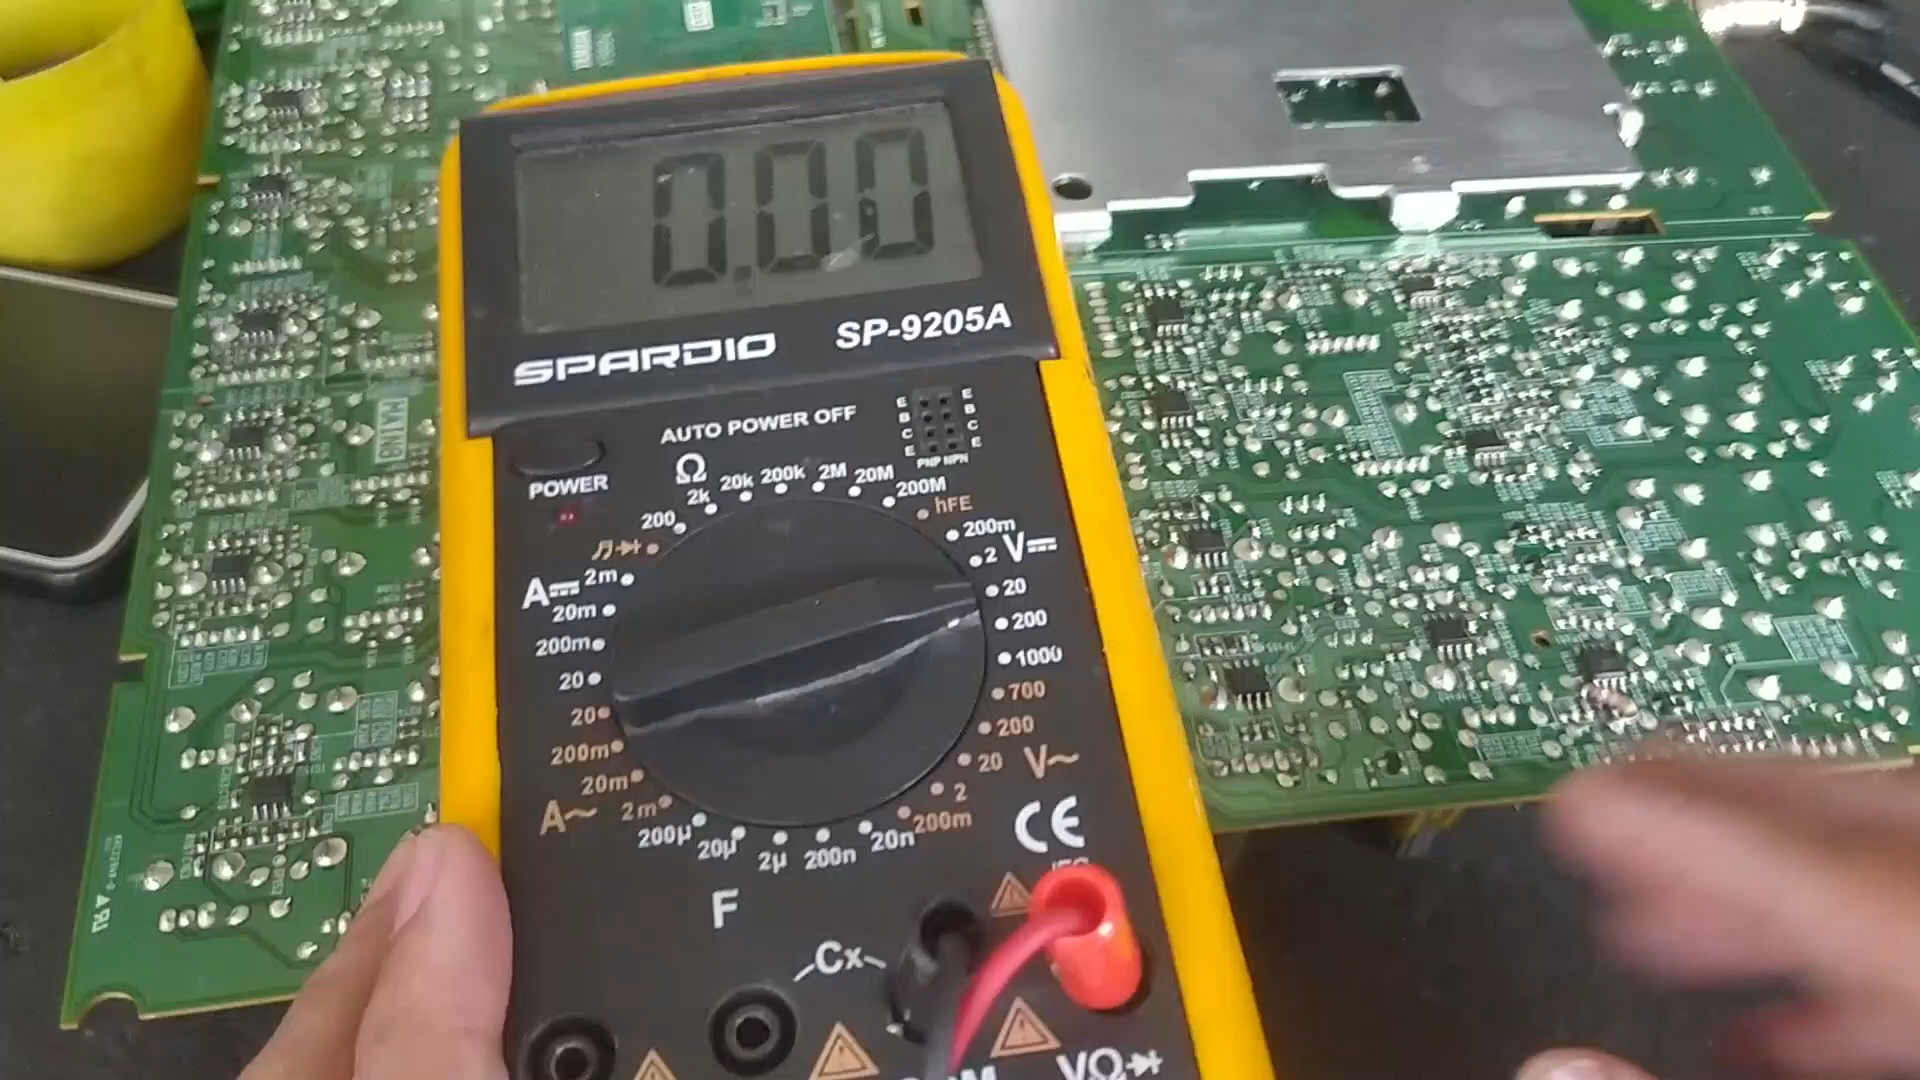 0.00
SPARDIO
SP-9205A
AUTO POWER OFF
POWER
E
B
C
E
E
B
C
E
PNP NPN
Ω
200
2k
20k
200k
2M
20M
200M
hFE
200m
2
V
20
200
1000
700
200
20
V~
2
200m
20n
200n
2µ
20µ
200µ
F
2m
20m
200m
20
A~
20
200m
20m
2m
A
CE
Cx
VΩ
MAING